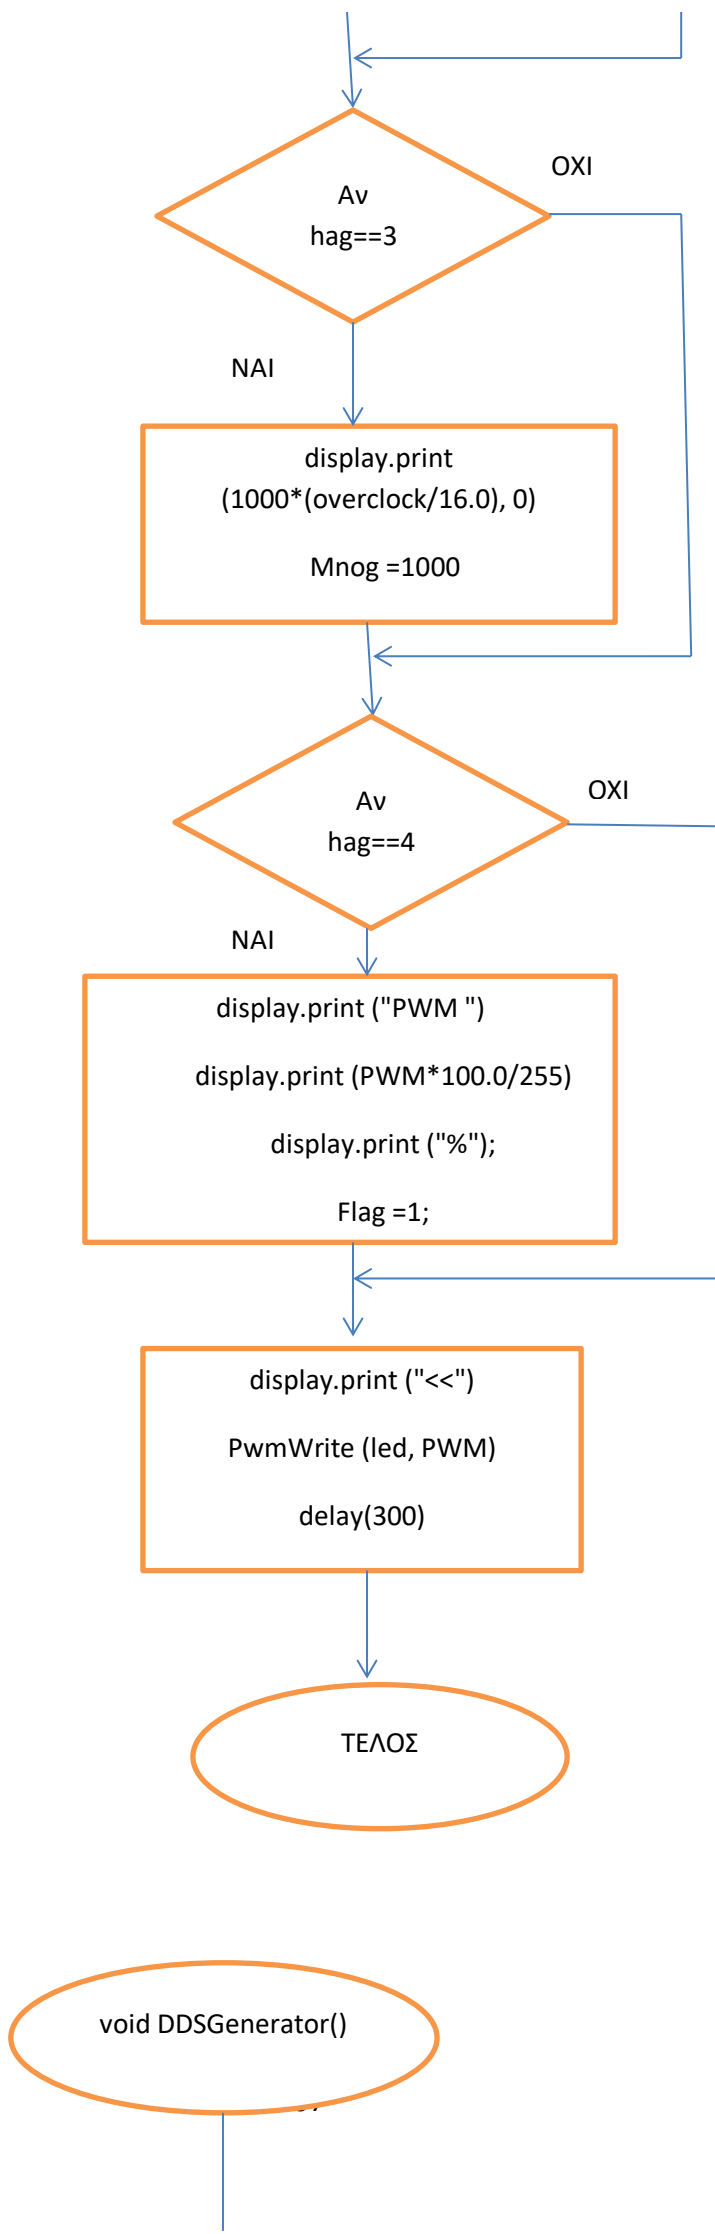 ΟΧΙ
Αν
hag==3
ΝΑΙ
display.print
(1000*(overclock/16.0), 0)
Mnog =1000
ΟΧΙ
Αν
hag==4
ΝΑΙ
display.print ("PWM ")
display.print (PWM*100.0/255)
display.print ("%");
Flag =1;
display.print ("<<")
PwmWrite (led, PWM)
delay(300)
ΤΕΛΟΣ
void DDSGenerator()